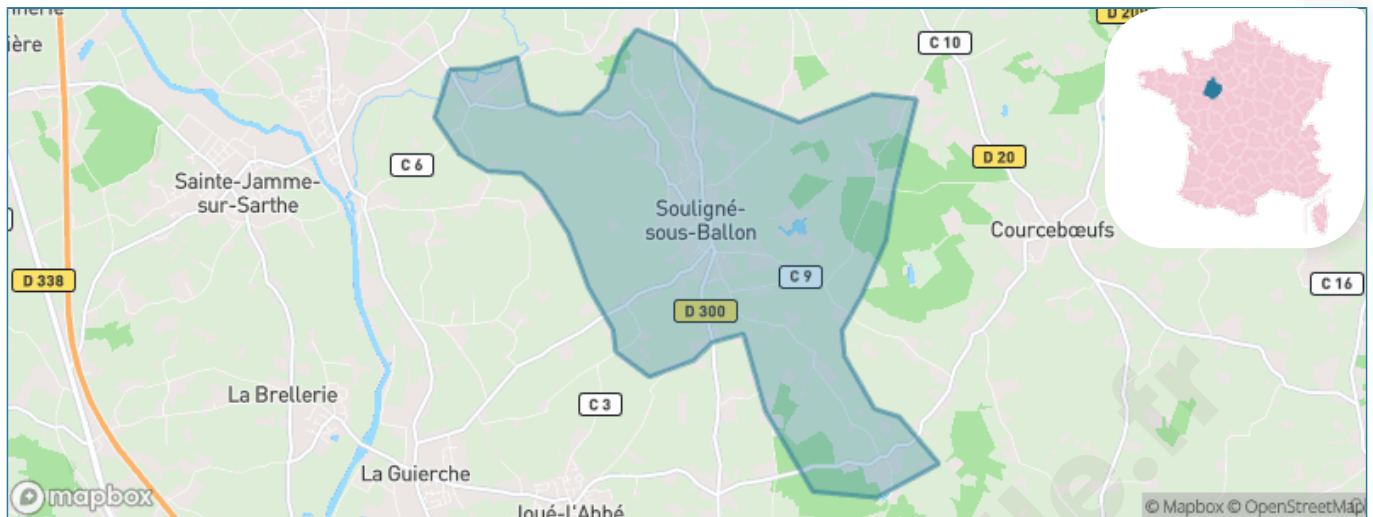 ière
C 10
D 20
C 6
Sainte-Jamme-
sur-Sarthe
Souligné-
sous-Ballon
Courcebœufs
D 338
C 9
C 16
D 300
La Brellerie
C 3
La Guierche
Joué-l'Abbé
mapbox
© Mapbox © OpenStreetMap